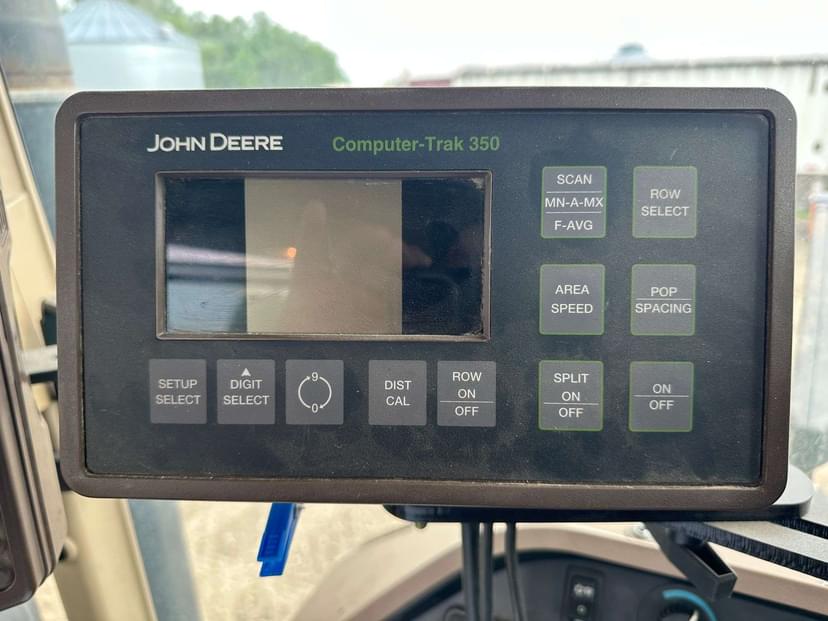 JOHN DEERE
Computer-Trak 350
SCAN
MN-A-MX
F-AVG
ROW
SELECT
AREA
SPEED
POP
SPACING
SETUP
SELECT
DIGIT
SELECT
9
0
DIST
CAL
ROW
ON
OFF
SPLIT
ON
OFF
ON
OFF